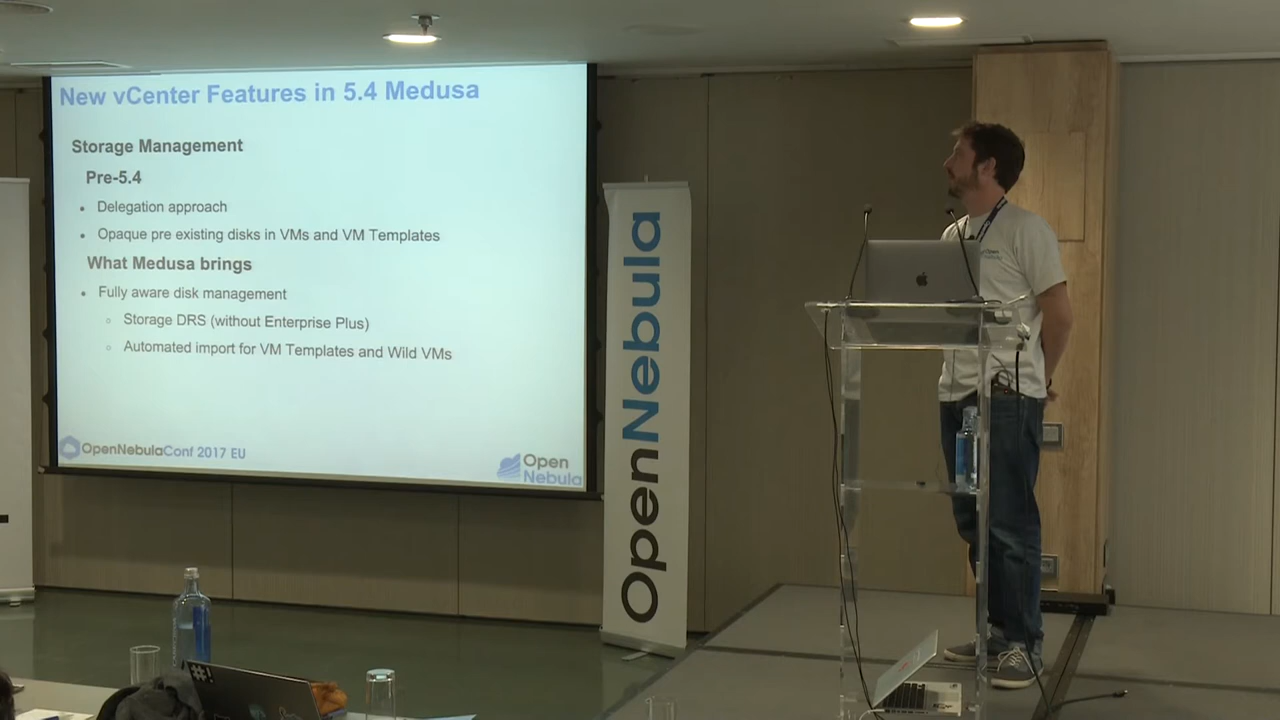 New vCenter Features in 5.4 Medusa
Storage Management
Pre-5.4
Delegation approach
Opaque pre existing disks in VMs and VM Templates
What Medusa brings
Fully aware disk management
Storage DRS (without Enterprise Plus)
Automated import for VM Templates and Wild VMs
OpenNebulaConf 2017 EU
Open
Nebula
OpenNebula